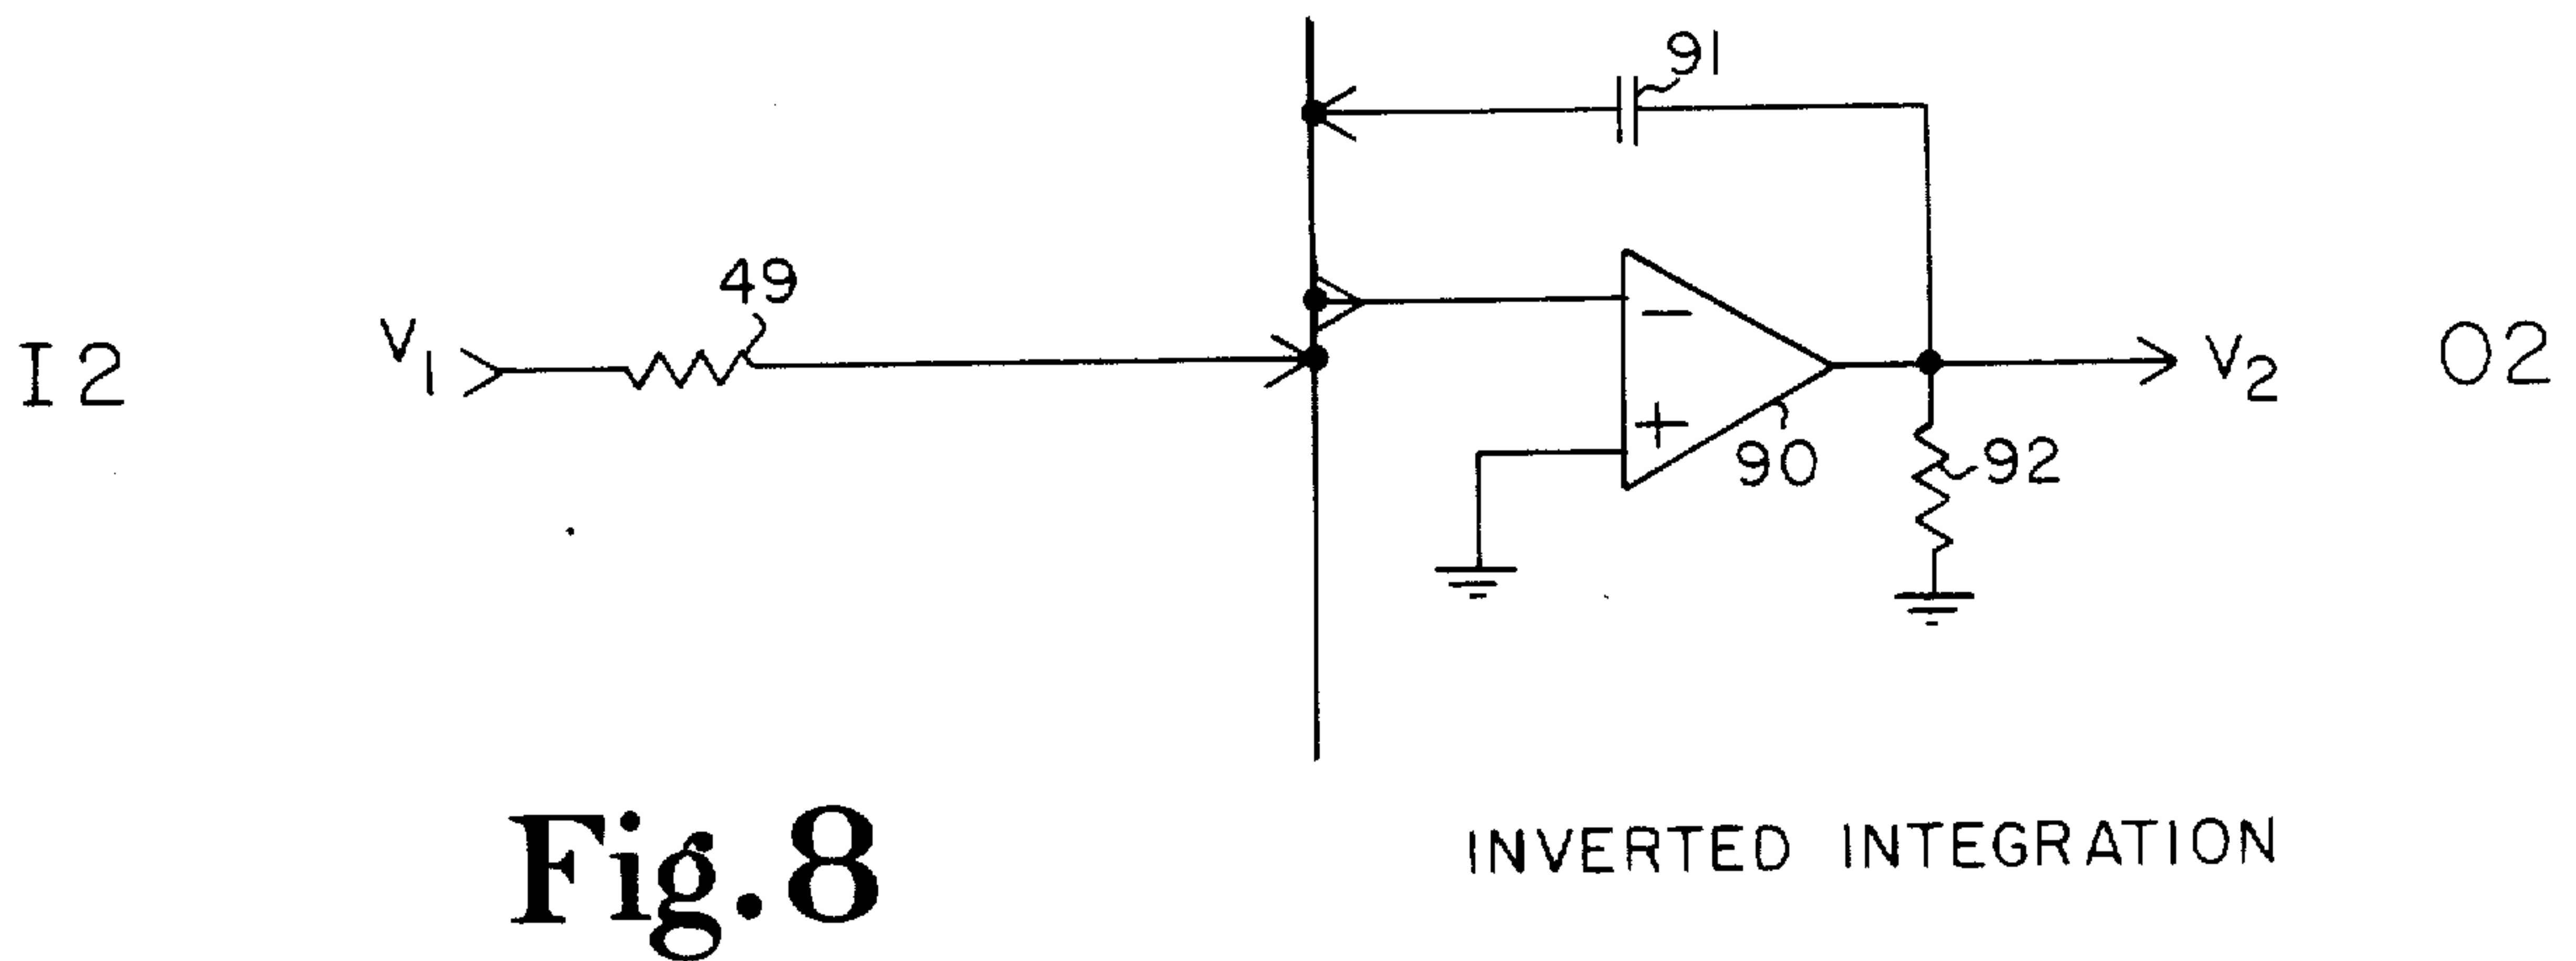 91
49
I2 V1 − V2 O2
+
90 92
Fig.8
INVERTED INTEGRATION